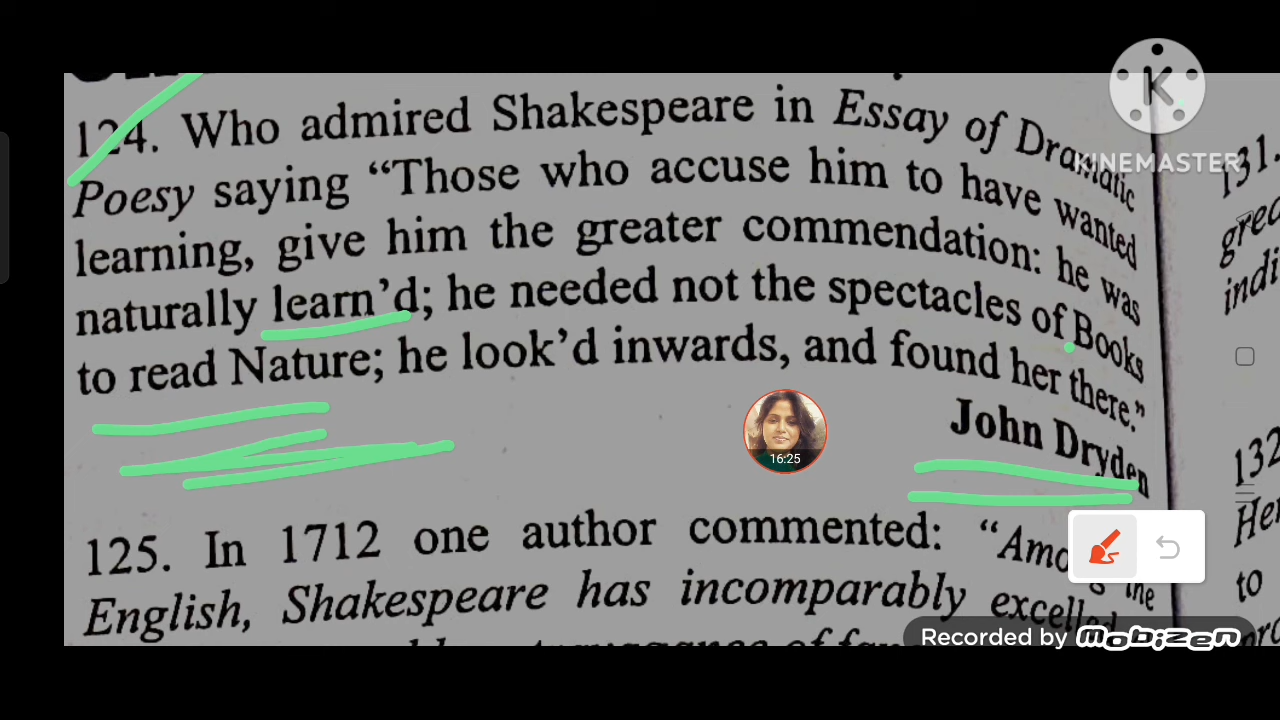 124. Who admired Shakespeare in Essay of Dramatic
Poesy saying “Those who accuse him to have wanted
learning, give him the greater commendation: he was
naturally learn’d; he needed not the spectacles of Books
to read Nature; he look’d inwards, and found her there.”
John Dryden
125. In 1712 one author commented: “Among the
English, Shakespeare has incomparably excelled
131.
132
to
K
KINEMASTER
16:25
Recorded by Mobizen